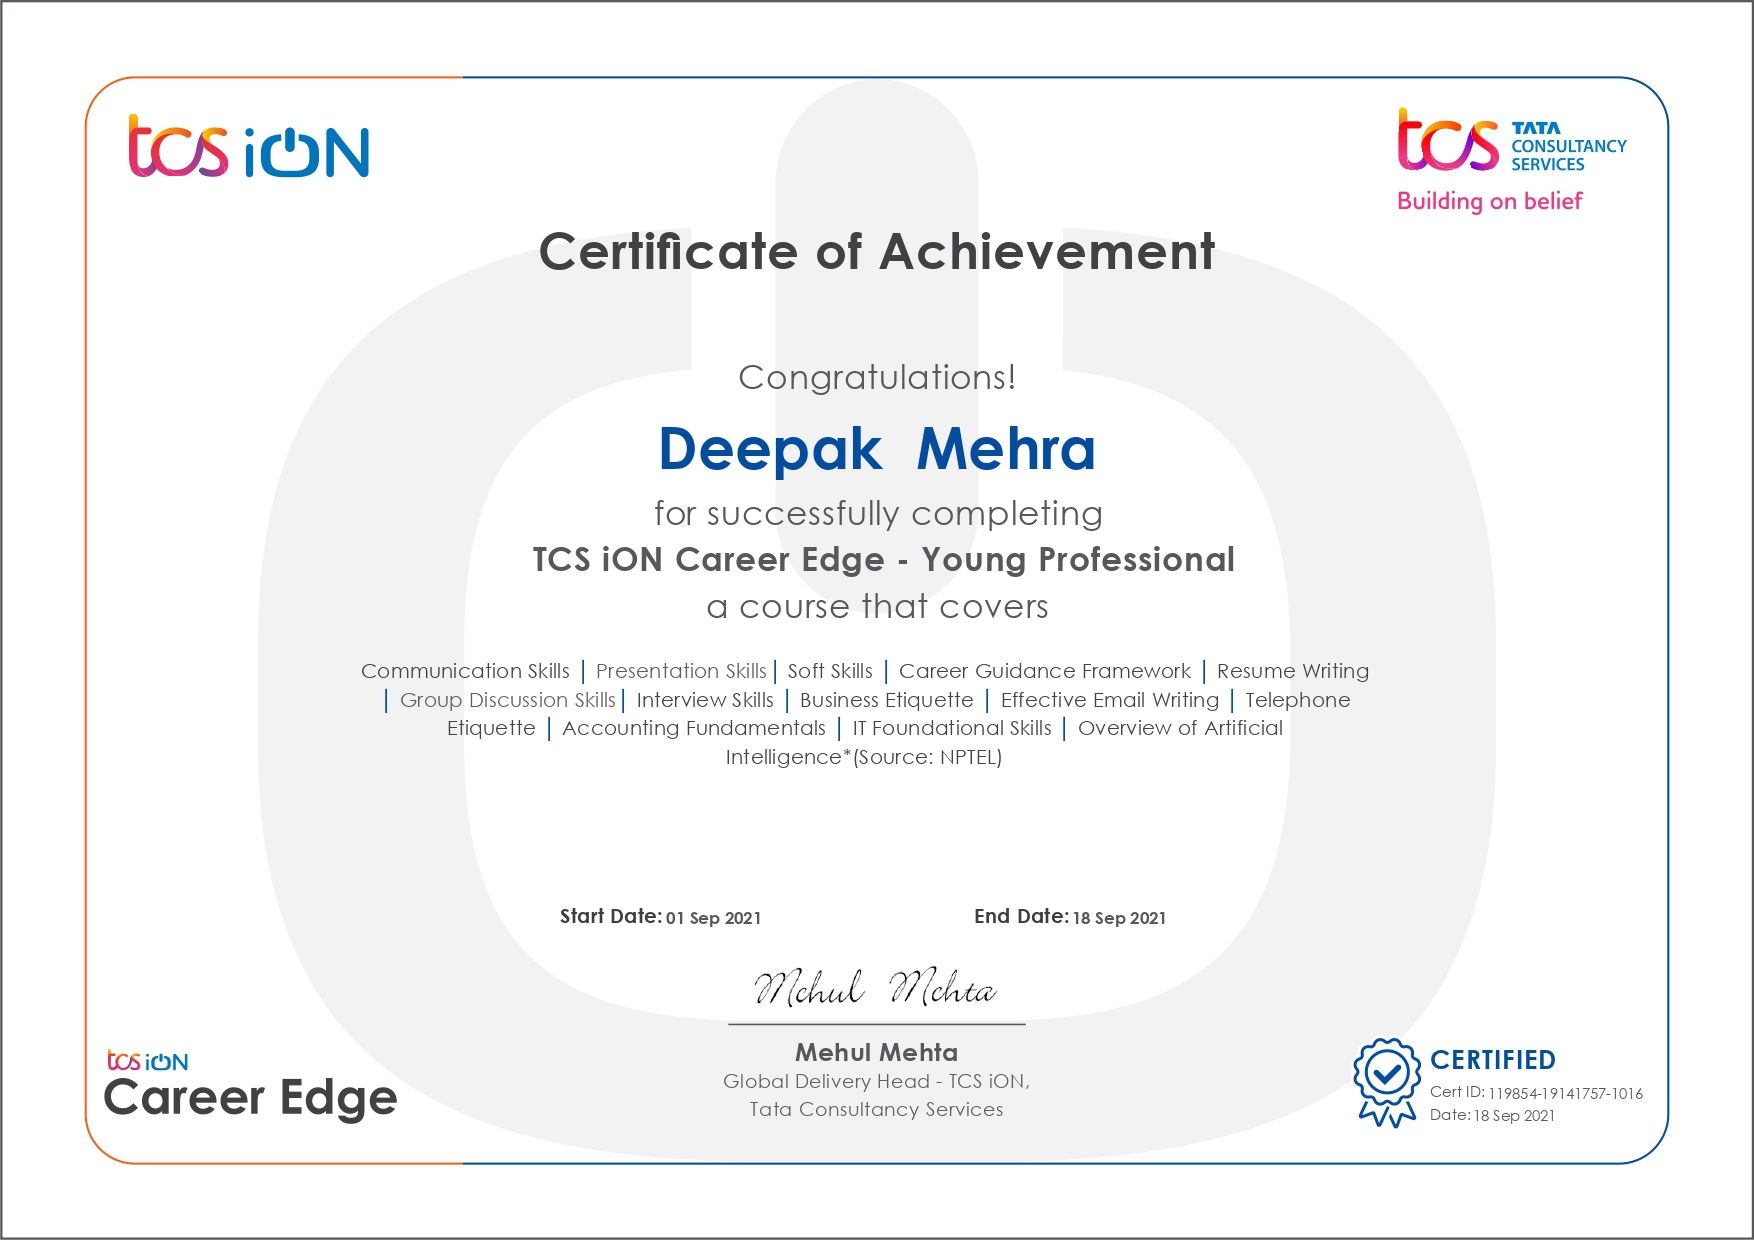 tcs iON
tcs TATA
CONSULTANCY
SERVICES
Building on belief
Certificate of Achievement
Congratulations!
Deepak Mehra
for successfully completing
TCS iON Career Edge - Young Professional
a course that covers
Communication Skills | Presentation Skills | Soft Skills | Career Guidance Framework | Resume Writing
| Group Discussion Skills | Interview Skills | Business Etiquette | Effective Email Writing | Telephone
Etiquette | Accounting Fundamentals | IT Foundational Skills | Overview of Artificial
Intelligence*(Source: NPTEL)
Start Date: 01 Sep 2021 End Date: 18 Sep 2021
Mehul Mehta
Mehul Mehta
Global Delivery Head - TCS iON,
Tata Consultancy Services
tcs iON
Career Edge
CERTIFIED
Cert ID: 119854-19141757-1016
Date: 18 Sep 2021